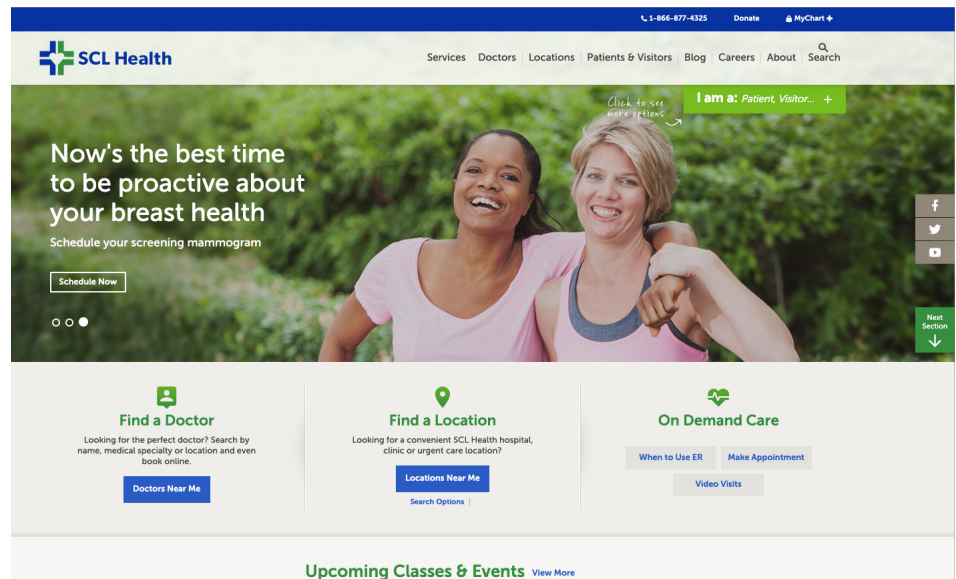 1-866-877-4325 Donate MyChart +
SCL Health
Services Doctors Locations Patients & Visitors Blog Careers About Search
Click to see
more options
I am a: Patient, Visitor... +
Now's the best time
to be proactive about
your breast health
Schedule your screening mammogram
Schedule Now
Next
Section
Find a Doctor
Looking for the perfect doctor? Search by
name, medical specialty or location and even
book online.
Doctors Near Me
Find a Location
Looking for a convenient SCL Health hospital,
clinic or urgent care location?
Locations Near Me
Search Options |
On Demand Care
When to Use ER Make Appointment
Video Visits
Upcoming Classes & Events View More